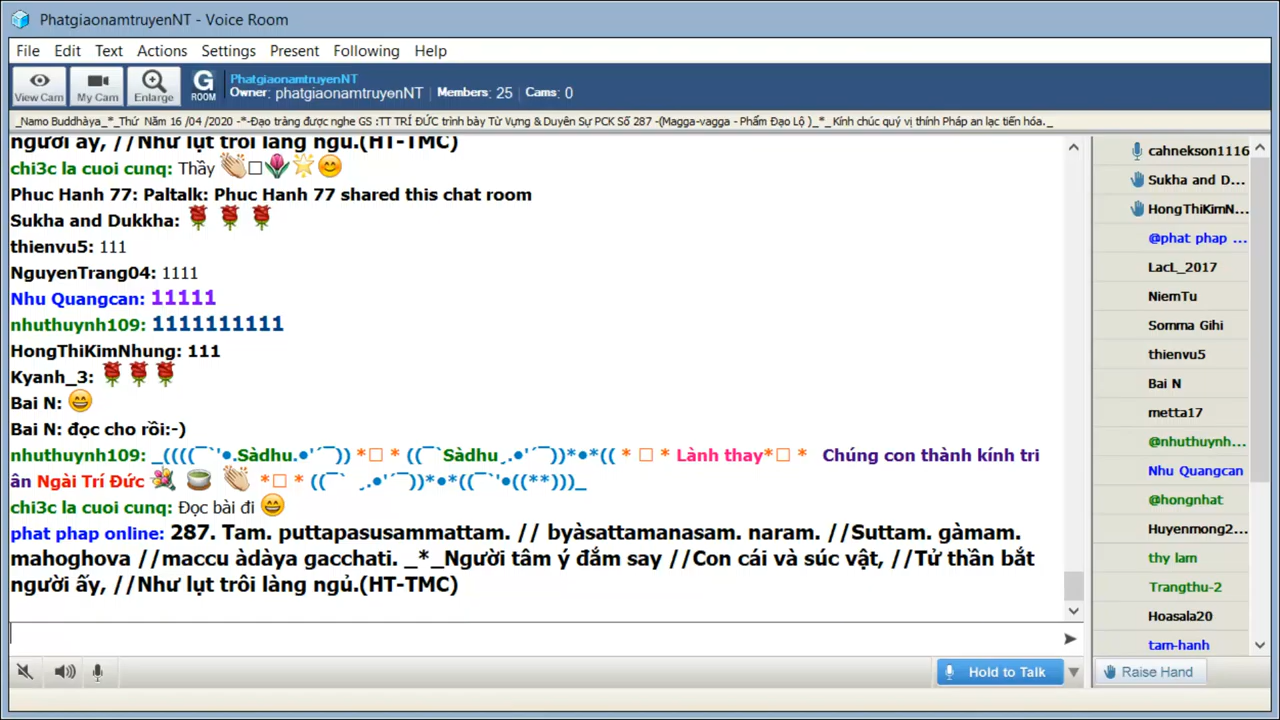 PhatgiaonamtruyenNT - Voice Room
File Edit Text Actions Settings Present Following Help
View Cam My Cam Enlarge G ROOM PhatgiaonamtruyenNT
Owner: phatgiaonamtruyenNT Members: 25 Cams: 0
_Namo Buddhàya_*_Thứ Năm 16 /04 /2020 -*-Đạo tràng được nghe GS :TT TRÍ ĐỨC trình bày Từ Vựng & Duyên Sự PCK Số 287 -(Magga-vagga - Phẩm Đạo Lộ )_*_ Kính chúc quý vị thính Pháp an lạc tiến hóa._
người ấy, //Như lụt trôi làng ngủ.(HT-TMC)
chi3c la cuoi cunq: Thầy 👏□🌷🌟😊
Phuc Hanh 77: Paltalk: Phuc Hanh 77 shared this chat room
Sukha and Dukkha: 🌹 🌹 🌹
thienvu5: 111
NguyenTrang04: 1111
Nhu Quangcan: 11111
nhuthuynh109: 1111111111
HongThiKimNhung: 111
Kyanh_3: 🌹 🌹 🌹
Bai N: 😄
Bai N: đọc cho rồi:-)
nhuthuynh109: _((((¯`'•.Sàdhu.•'´¯)) *□ * ((¯`Sàdhu¸.•'´¯))*•*(( * □ * Lành thay*□ * Chúng con thành kính tri
ân Ngài Trí Đức 💐 🍵 👏 *□ * ((¯` ¸.•'´¯))*•*((¯`'•((**)))_
chi3c la cuoi cunq: Đọc bài đi 😄
phat phap online: 287. Tam. puttapasusammattam. // byàsattamanasam. naram. //Suttam. gàmam.
mahoghova //maccu àdàya gacchati. _*_Người tâm ý đắm say //Con cái và súc vật, //Tử thần bắt
người ấy, //Như lụt trôi làng ngủ.(HT-TMC)
Hold to Talk
cahnekson1116
Sukha and D...
HongThiKimN...
@phat phap ...
LacL_2017
NiemTu
Somma Gihi
thienvu5
Bai N
metta17
@nhuthuynh...
Nhu Quangcan
@hongnhat
Huyenmong2...
thy lam
Trangthu-2
Hoasala20
tam-hanh
Raise Hand